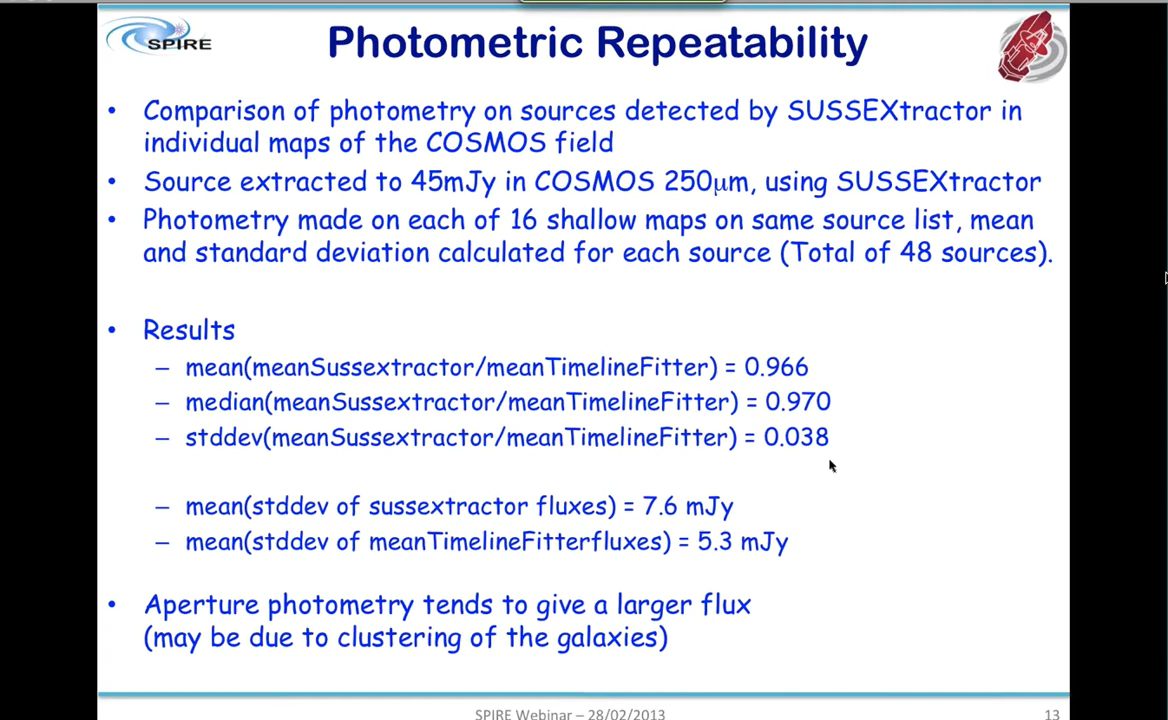 SPIRE
Photometric Repeatability
• Comparison of photometry on sources detected by SUSSEXtractor in
individual maps of the COSMOS field
• Source extracted to 45mJy in COSMOS 250μm, using SUSSEXtractor
• Photometry made on each of 16 shallow maps on same source list, mean
and standard deviation calculated for each source (Total of 48 sources).
• Results
– mean(meanSussextractor/meanTimelineFitter) = 0.966
– median(meanSussextractor/meanTimelineFitter) = 0.970
– stddev(meanSussextractor/meanTimelineFitter) = 0.038
– mean(stddev of sussextractor fluxes) = 7.6 mJy
– mean(stddev of meanTimelineFitterfluxes) = 5.3 mJy
• Aperture photometry tends to give a larger flux
(may be due to clustering of the galaxies)
SPIRE Webinar – 28/02/2013
13